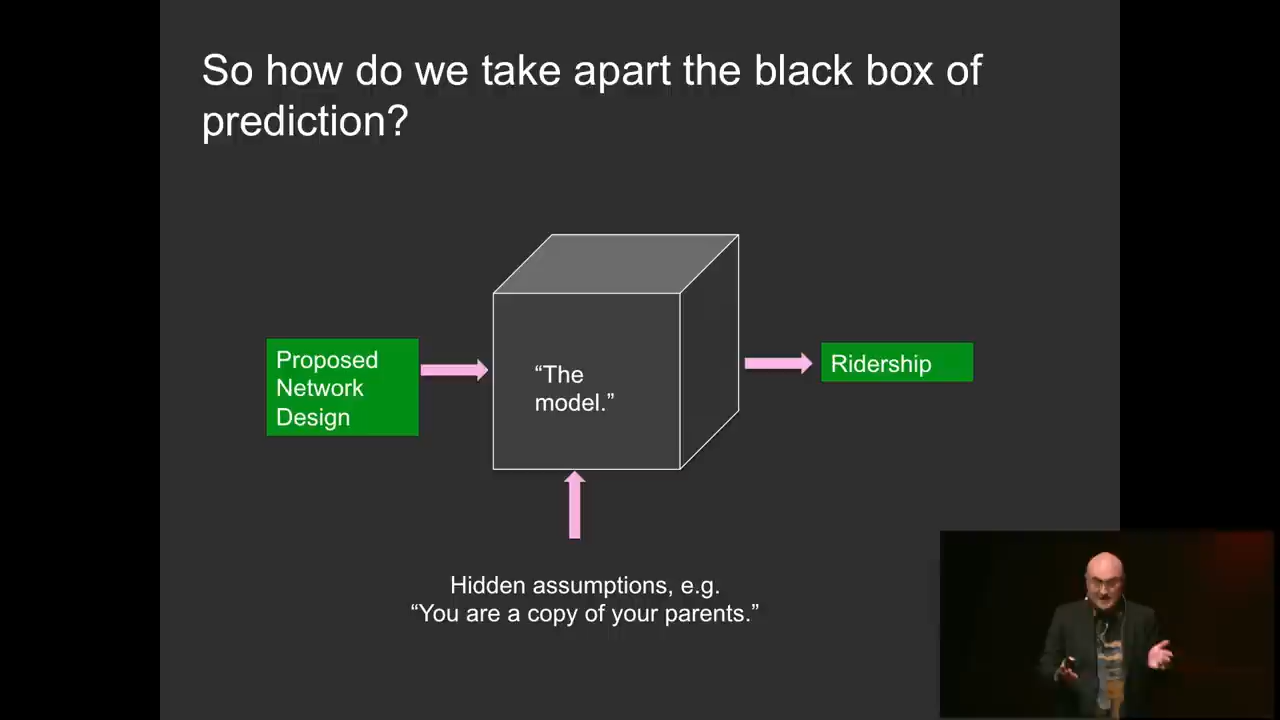 So how do we take apart the black box of
prediction?
Proposed
Network
Design
“The
model.”
Ridership
Hidden assumptions, e.g.
“You are a copy of your parents.”